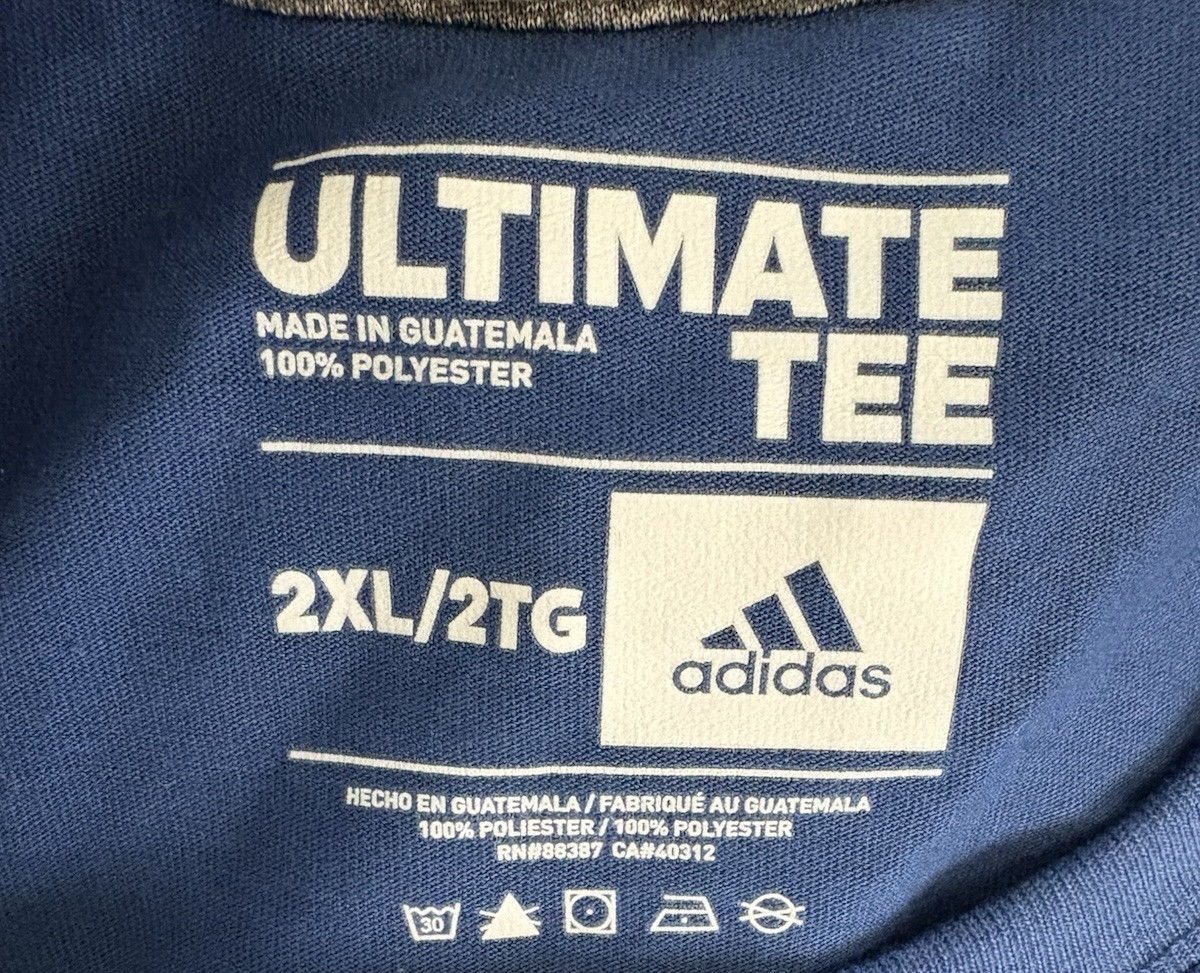 ULTIMATE
TEE
MADE IN GUATEMALA
100% POLYESTER
2XL/2TG
adidas
HECHO EN GUATEMALA / FABRIQUÉ AU GUATEMALA
100% POLIESTER / 100% POLYESTER
RN#88387 CA#40312
30